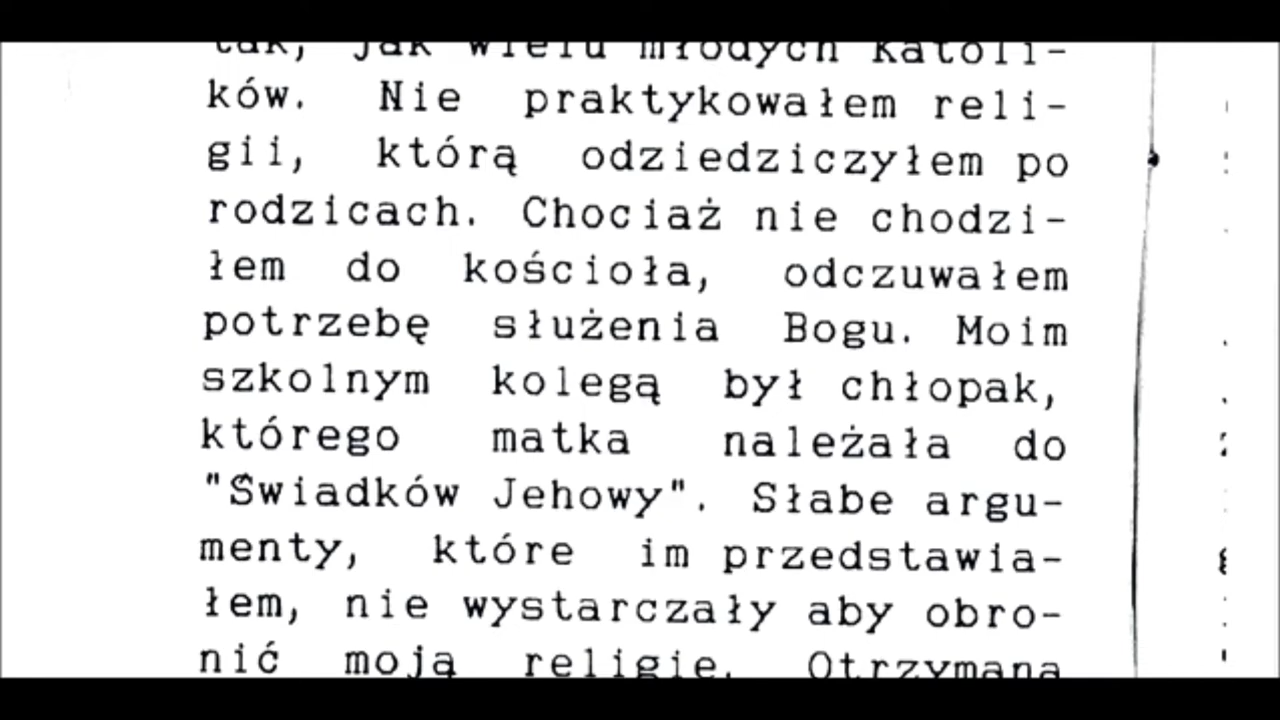 tak, jak wielu młodych Katoli-
ków. Nie praktykowałem reli-
gii, którą odziedziczyłem po
rodzicach. Chociaż nie chodzi-
łem do kościoła, odczuwałem
potrzebę służenia Bogu. Moim
szkolnym kolegą był chłopak,
którego matka należała do
"Świadków Jehowy". Słabe argu-
menty, które im przedstawia-
łem, nie wystarczały aby obro-
nić moją religię. Otrzymana